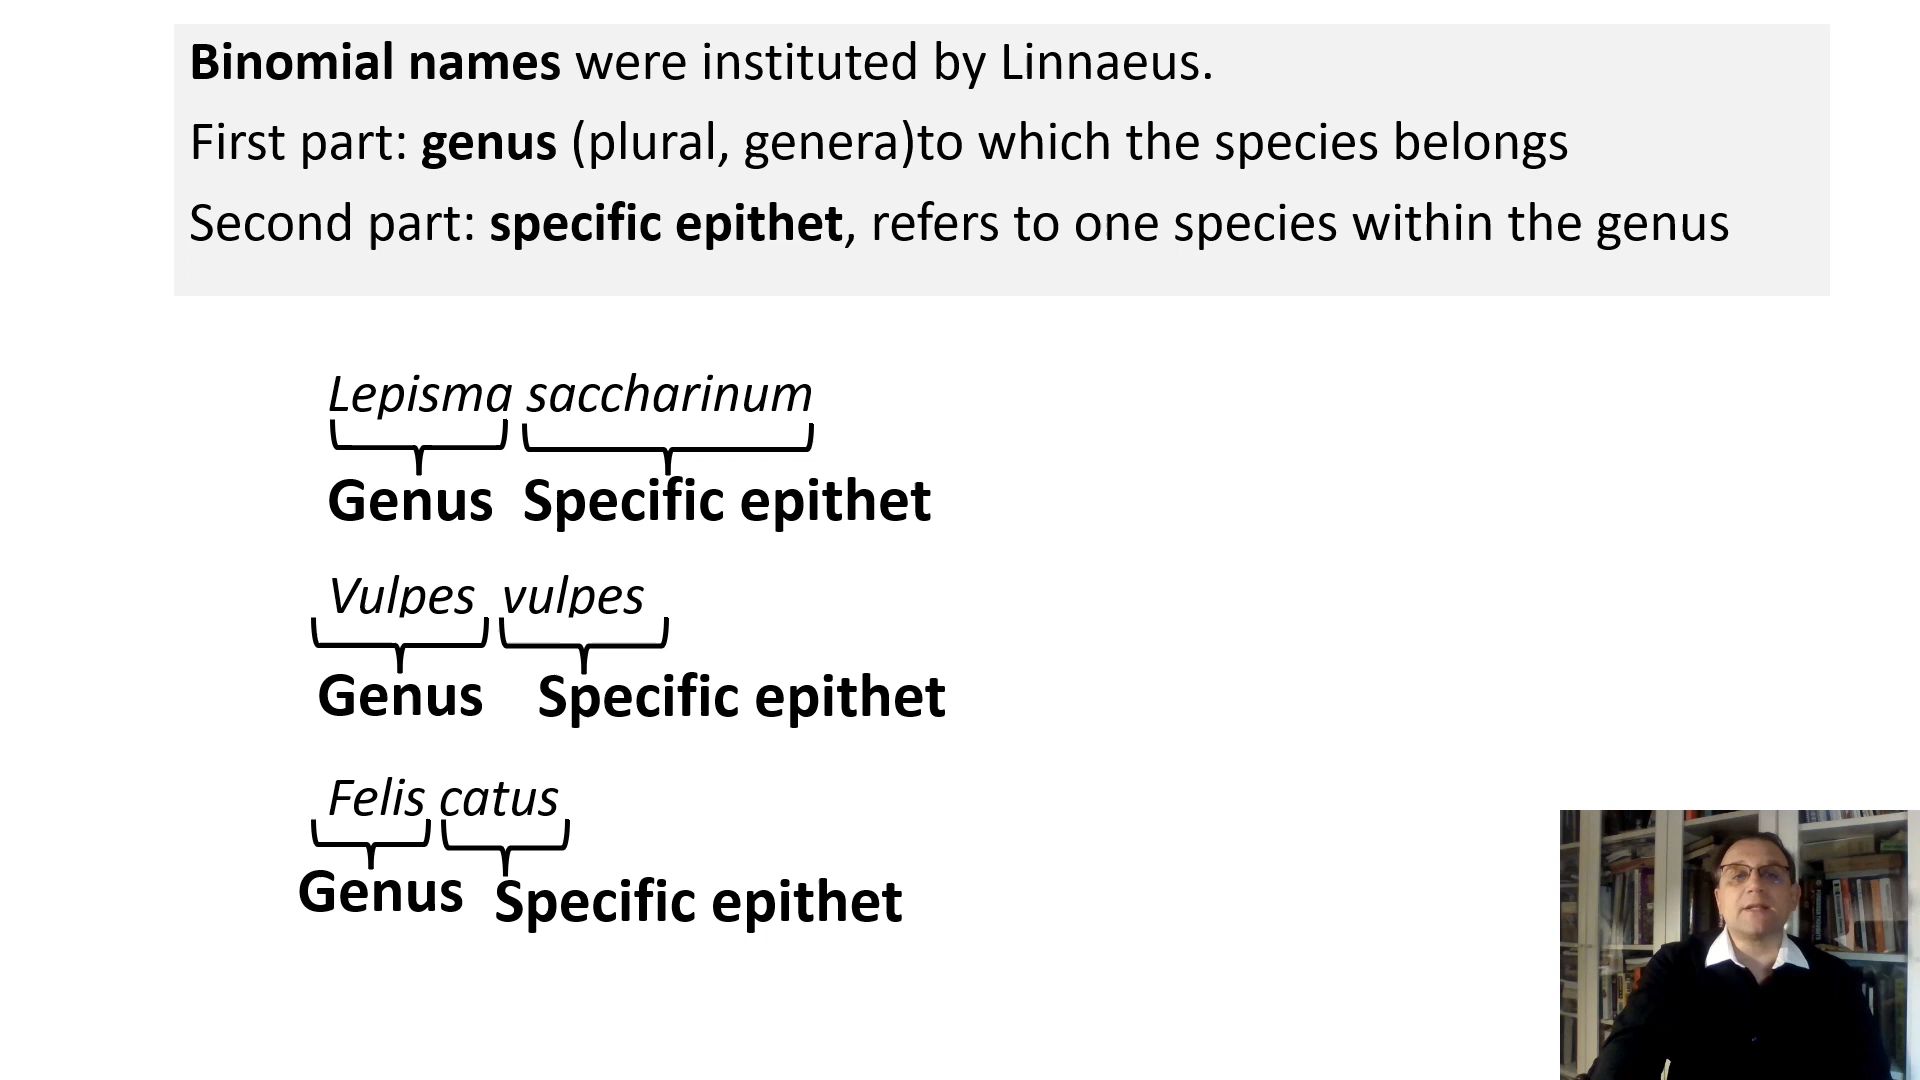 Binomial names were instituted by Linnaeus.
First part: genus (plural, genera)to which the species belongs
Second part: specific epithet, refers to one species within the genus
Lepisma saccharinum
Genus Specific epithet
Vulpes vulpes
Genus Specific epithet
Felis catus
Genus Specific epithet